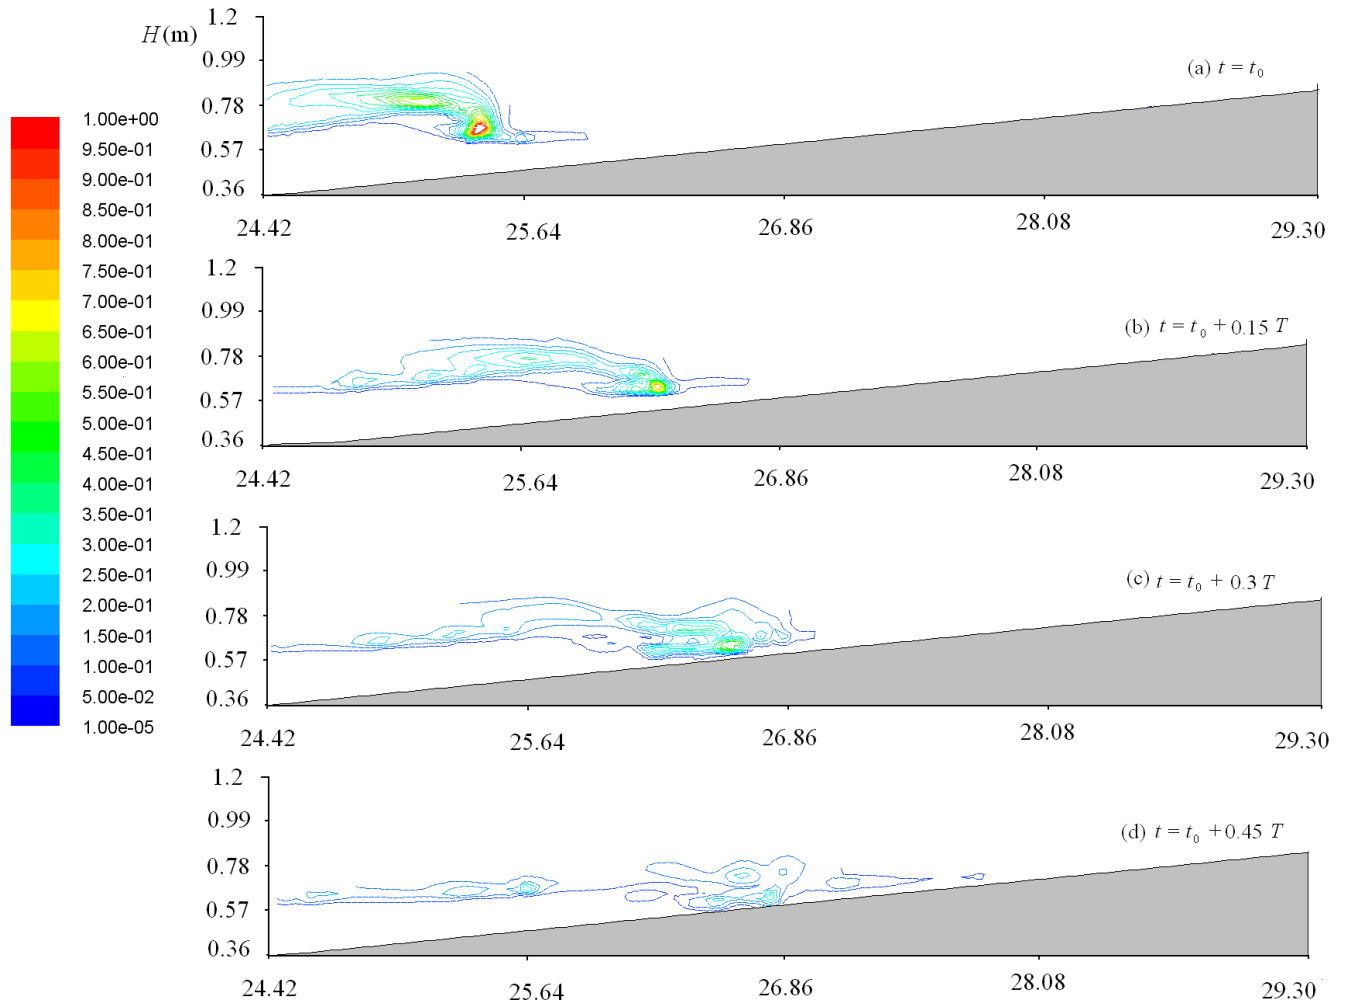 1.2
H(m)
0.99
(a) t = t0
0.78
0.57
0.36
24.42 25.64 26.86 28.08 29.30
1.00e+00
9.50e-01
9.00e-01
8.50e-01
8.00e-01
7.50e-01
7.00e-01
6.50e-01
6.00e-01
5.50e-01
5.00e-01
4.50e-01
4.00e-01
3.50e-01
3.00e-01
2.50e-01
2.00e-01
1.50e-01
1.00e-01
5.00e-02
1.00e-05
1.2
0.99
(b) t = t0 + 0.15 T
0.78
0.57
0.36
24.42 25.64 26.86 28.08 29.30
1.2
0.99
(c) t = t0 + 0.3 T
0.78
0.57
0.36
24.42 25.64 26.86 28.08 29.30
1.2
0.99
(d) t = t0 + 0.45 T
0.78
0.57
0.36
24.42 25.64 26.86 28.08 29.30